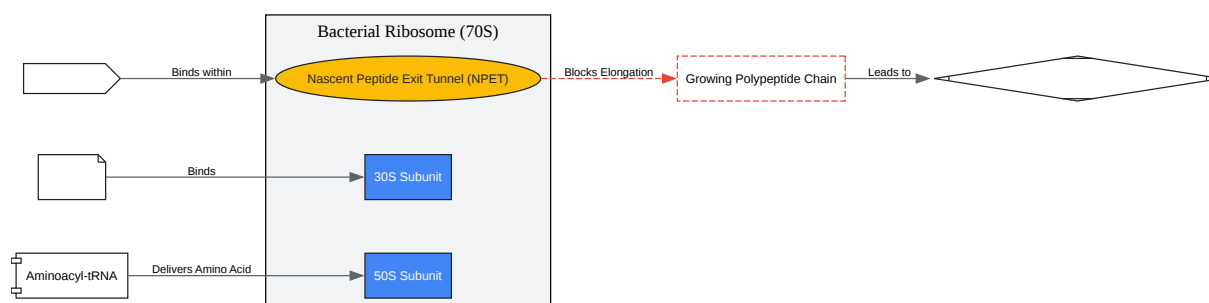 Bacterial Ribosome (70S)
Binds within
Nascent Peptide Exit Tunnel (NPET)
Blocks Elongation
Growing Polypeptide Chain
Leads to
Binds
30S Subunit
Aminoacyl-tRNA
Delivers Amino Acid
50S Subunit